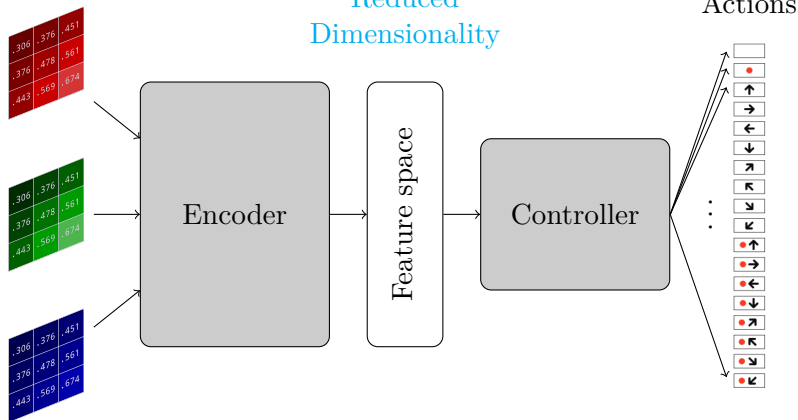 Reduced
Dimensionality
Actions
.306 .376 .451
.376 .478 .561
.443 .569 .674
.306 .376 .451
.376 .478 .561
.443 .569 .674
.306 .376 .451
.376 .478 .561
.443 .569 .674
Encoder
Feature space
Controller